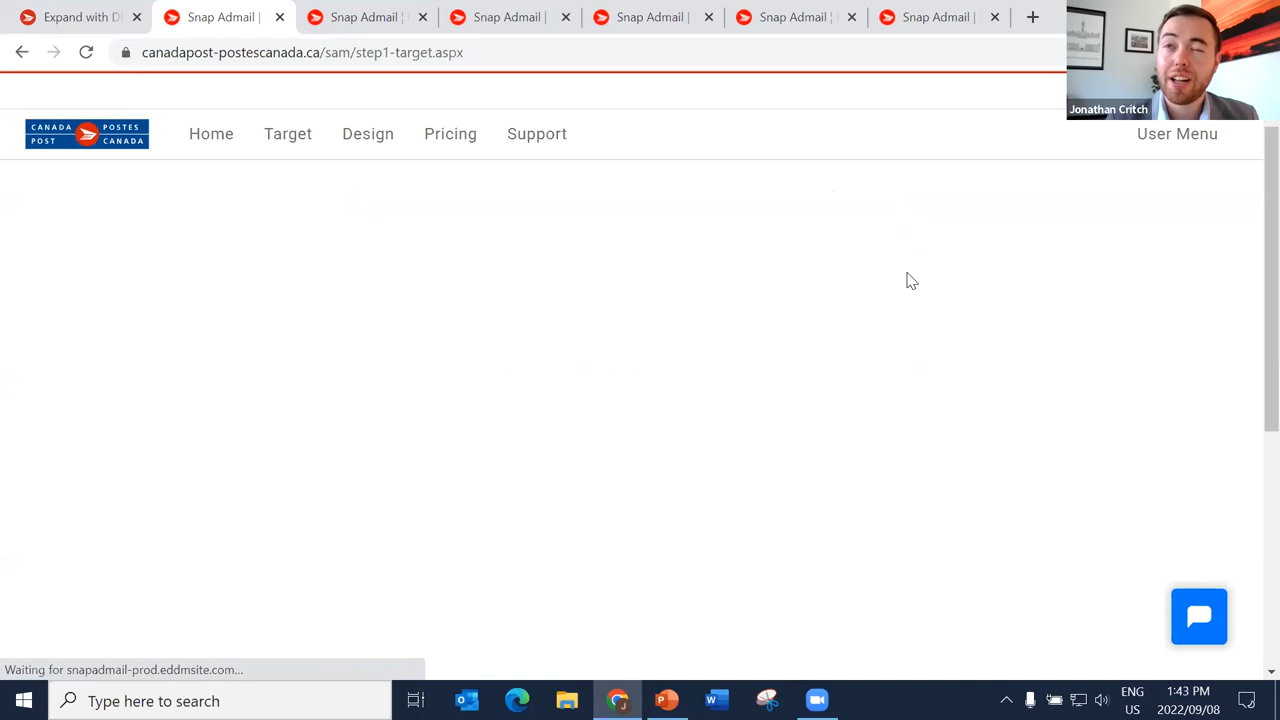 Expand with Di
Snap Admail |
Snap Admail |
Snap Admail |
Snap Admail |
Snap Admail |
Snap Admail |
canadapost-postescanada.ca/sam/step1-target.aspx
Jonathan Critch
CANADA POSTES
POST CANADA
Home
Target
Design
Pricing
Support
User Menu
Waiting for snapadmail-prod.eddmsite.com...
Type here to search
ENG
US
1:43 PM
2022/09/08